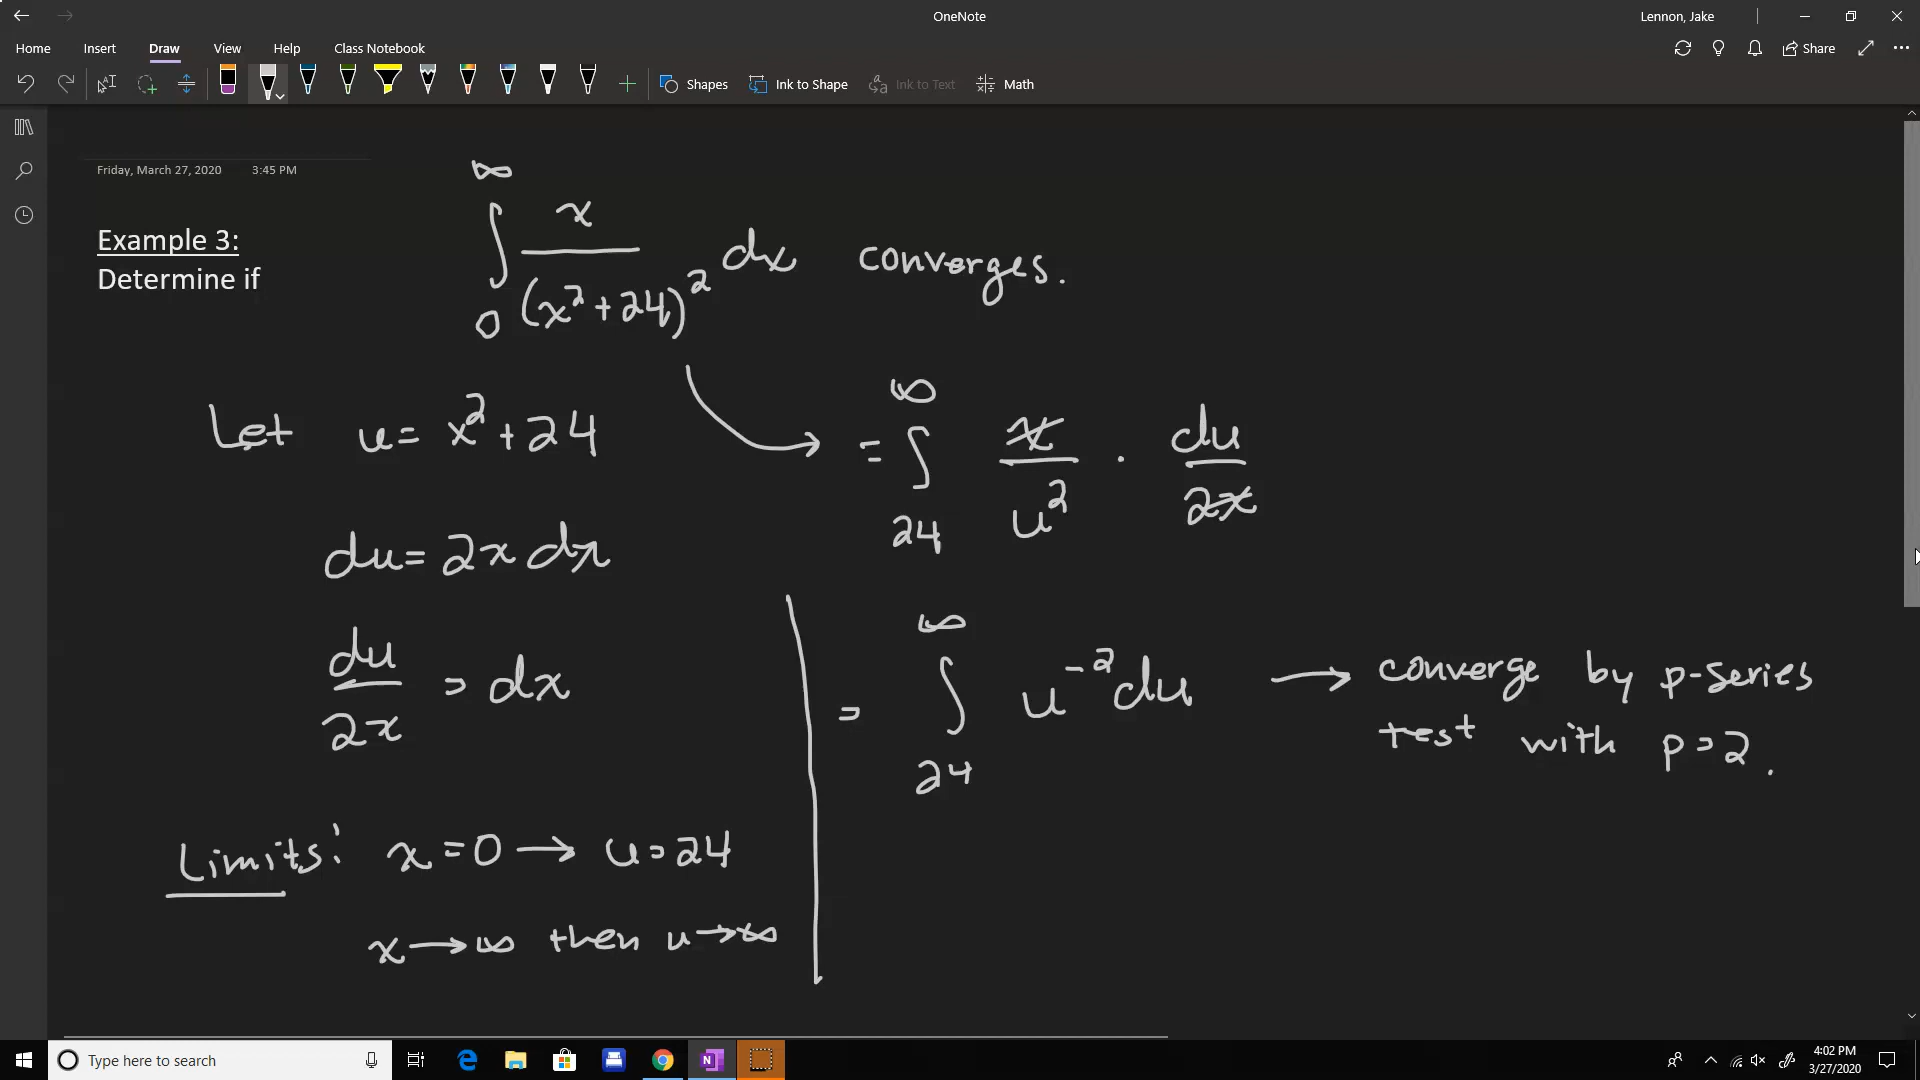 OneNote
Lennon, Jake
Home Insert Draw View Help Class Notebook
Share
Shapes Ink to Shape Ink to Text Math
Friday, March 27, 2020 3:45 PM
Example 3:
Determine if
∫_0^∞ x/(x²+24)² dx converges.
Let u = x²+24
= ∫_24^∞ x/u² · du/2x
du = 2x dx
du/2x = dx
= ∫_24^∞ u⁻² du → converge by p-series
test with p=2.
Limits: x=0 → u=24
x → ∞ then u → ∞
Type here to search
4:02 PM
3/27/2020